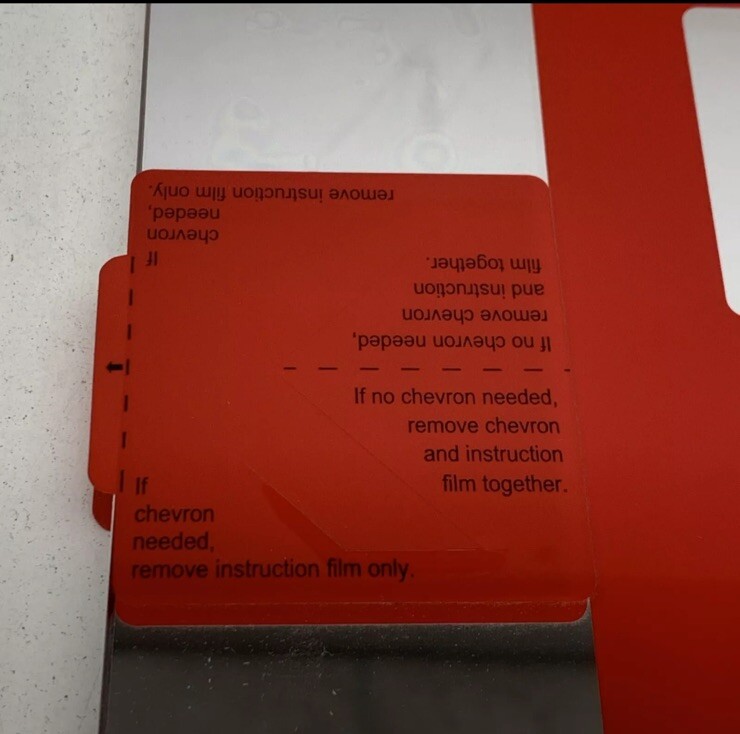 remove instruction film only.
needed,
chevron
If
film together.
and instruction
remove chevron
If no chevron needed,
If no chevron needed,
remove chevron
and instruction
film together.
If
chevron
needed,
remove instruction film only.